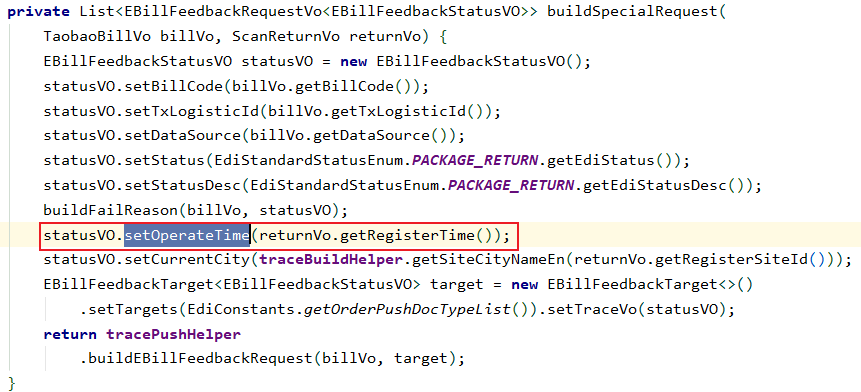 private List<EBillFeedbackRequestVo<EBillFeedbackStatusVO>> buildSpecialRequest(
TaobaoBillVo billVo, ScanReturnVo returnVo) {
EBillFeedbackStatusVO statusVO = new EBillFeedbackStatusVO();
statusVO.setBillCode(billVo.getBillCode());
statusVO.setTxLogisticId(billVo.getTxLogisticId());
statusVO.setDataSource(billVo.getDataSource());
statusVO.setStatus(EdiStandardStatusEnum.PACKAGE_RETURN.getEdiStatus());
statusVO.setStatusDesc(EdiStandardStatusEnum.PACKAGE_RETURN.getEdiStatusDesc());
buildFailReason(billVo, statusVO);
statusVO.setOperateTime(returnVo.getRegisterTime());
statusVO.setCurrentCity(traceBuildHelper.getSiteCityNameEn(returnVo.getRegisterSiteId()));
EBillFeedbackTarget<EBillFeedbackStatusVO> target = new EBillFeedbackTarget<>()
.setTargets(EdiConstants.getOrderPushDocTypeList()).setTraceVo(statusVO);
return tracePushHelper
.buildEBillFeedbackRequest(billVo, target);
}